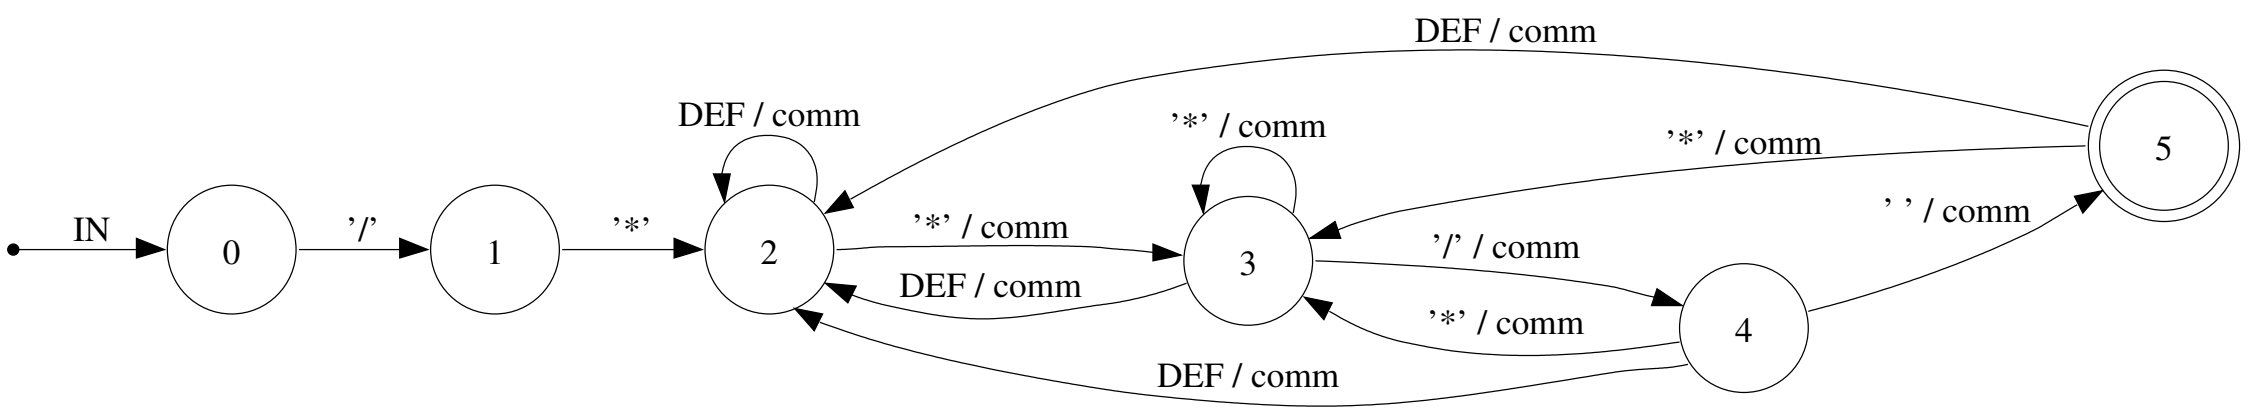 DEF / comm
DEF / comm
’*’ / comm
’*’ / comm
5
IN
’/’
’*’
’*’ / comm
’/’ / comm
’ ’ / comm
0
1
2
3
DEF / comm
’*’ / comm
4
DEF / comm